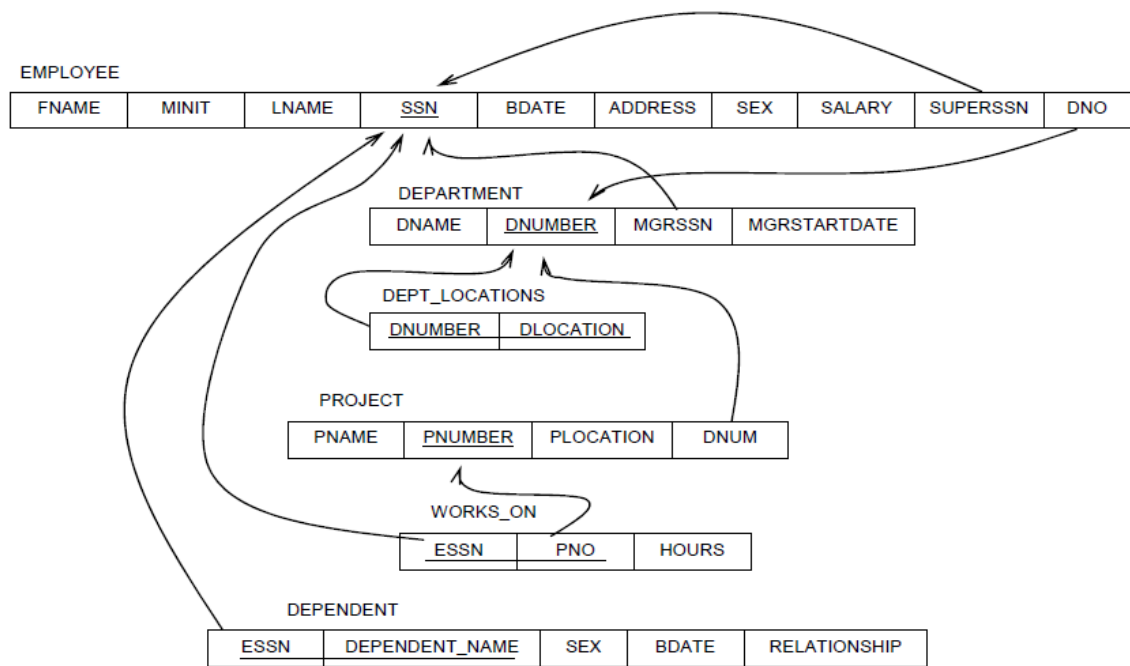 EMPLOYEE
FNAME MINIT LNAME SSN BDATE ADDRESS SEX SALARY SUPERSSN DNO
DEPARTMENT
DNAME DNUMBER MGRSSN MGRSTARTDATE
DEPT_LOCATIONS
DNUMBER DLOCATION
PROJECT
PNAME PNUMBER PLOCATION DNUM
WORKS_ON
ESSN PNO HOURS
DEPENDENT
ESSN DEPENDENT_NAME SEX BDATE RELATIONSHIP